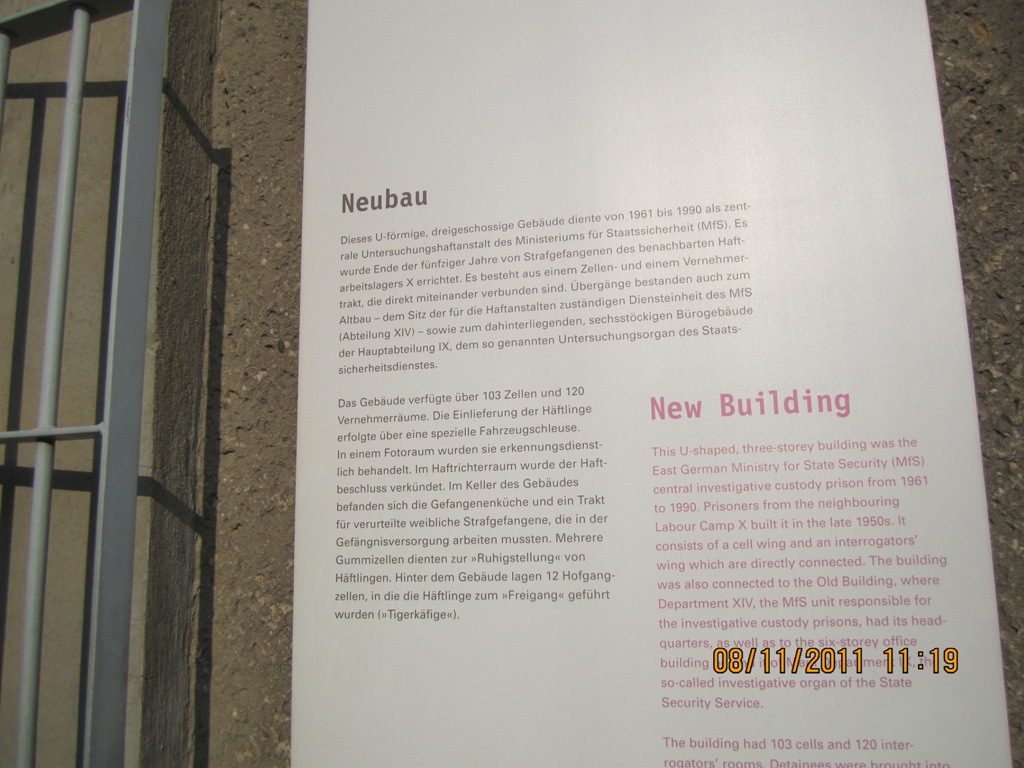 Neubau
Dieses U-förmige, dreigeschossige Gebäude diente von 1961 bis 1990 als zent-
rale Untersuchungshaftanstalt des Ministeriums für Staatssicherheit (MfS). Es
wurde Ende der fünfziger Jahre von Strafgefangenen des benachbarten Haft-
arbeitslagers X errichtet. Es besteht aus einem Zellen- und einem Vernehmer-
trakt, die direkt miteinander verbunden sind. Übergänge bestanden auch zum
Altbau – dem Sitz der für die Haftanstalten zuständigen Diensteinheit des MfS
(Abteilung XIV) – sowie zum dahinterliegenden, sechsstöckigen Bürogebäude
der Hauptabteilung IX, dem so genannten Untersuchungsorgan des Staats-
sicherheitsdienstes.
Das Gebäude verfügte über 103 Zellen und 120
Vernehmerräume. Die Einlieferung der Häftlinge
erfolgte über eine spezielle Fahrzeugschleuse.
In einem Fotoraum wurden sie erkennungsdienst-
lich behandelt. Im Haftrichterraum wurde der Haft-
beschluss verkündet. Im Keller des Gebäudes
befanden sich die Gefangenenküche und ein Trakt
für verurteilte weibliche Strafgefangene, die in der
Gefängnisversorgung arbeiten mussten. Mehrere
Gummizellen dienten zur »Ruhigstellung« von
Häftlingen. Hinter dem Gebäude lagen 12 Hofgang-
zellen, in die die Häftlinge zum »Freigang« geführt
wurden (»Tigerkäfige«).
New Building
This U-shaped, three-storey building was the
East German Ministry for State Security (MfS)
central investigative custody prison from 1961
to 1990. Prisoners from the neighbouring
Labour Camp X built it in the late 1950s. It
consists of a cell wing and an interrogators'
wing which are directly connected. The building
was also connected to the Old Building, where
Department XIV, the MfS unit responsible for
the investigative custody prisons, had its head-
quarters, as well as to the six-storey office
building the
so-called investigative organ of the State
Security Service.
The building had 103 cells and 120 inter-
rogators' rooms. Detainees were brought into
08/11/2011 11:19